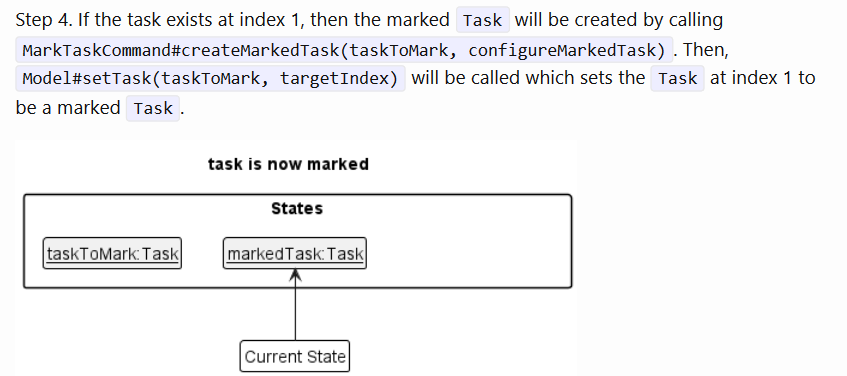 Step 4. If the task exists at index 1, then the marked Task will be created by calling
MarkTaskCommand#createMarkedTask(taskToMark, configureMarkedTask). Then,
Model#setTask(taskToMark, targetIndex) will be called which sets the Task at index 1 to
be a marked Task.
task is now marked
States
taskToMark:Task markedTask:Task
Current State